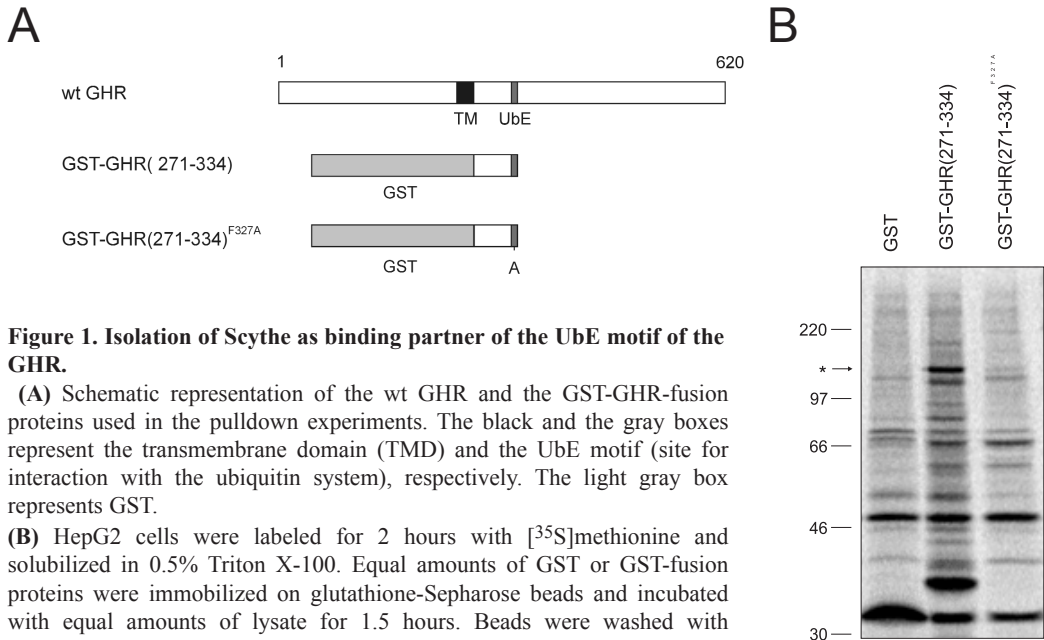 A
1 620
wt GHR
TM UbE
GST-GHR( 271-334)
GST
GST-GHR(271-334)F327A
GST A
Figure 1. Isolation of Scythe as binding partner of the UbE motif of the
GHR.
(A) Schematic representation of the wt GHR and the GST-GHR-fusion
proteins used in the pulldown experiments. The black and the gray boxes
represent the transmembrane domain (TMD) and the UbE motif (site for
interaction with the ubiquitin system), respectively. The light gray box
represents GST.
(B) HepG2 cells were labeled for 2 hours with [35S]methionine and
solubilized in 0.5% Triton X-100. Equal amounts of GST or GST-fusion
proteins were immobilized on glutathione-Sepharose beads and incubated
with equal amounts of lysate for 1.5 hours. Beads were washed with
B
GST
GST-GHR(271-334)
GST-GHR(271-334)F327A
220
*
97
66
46
30